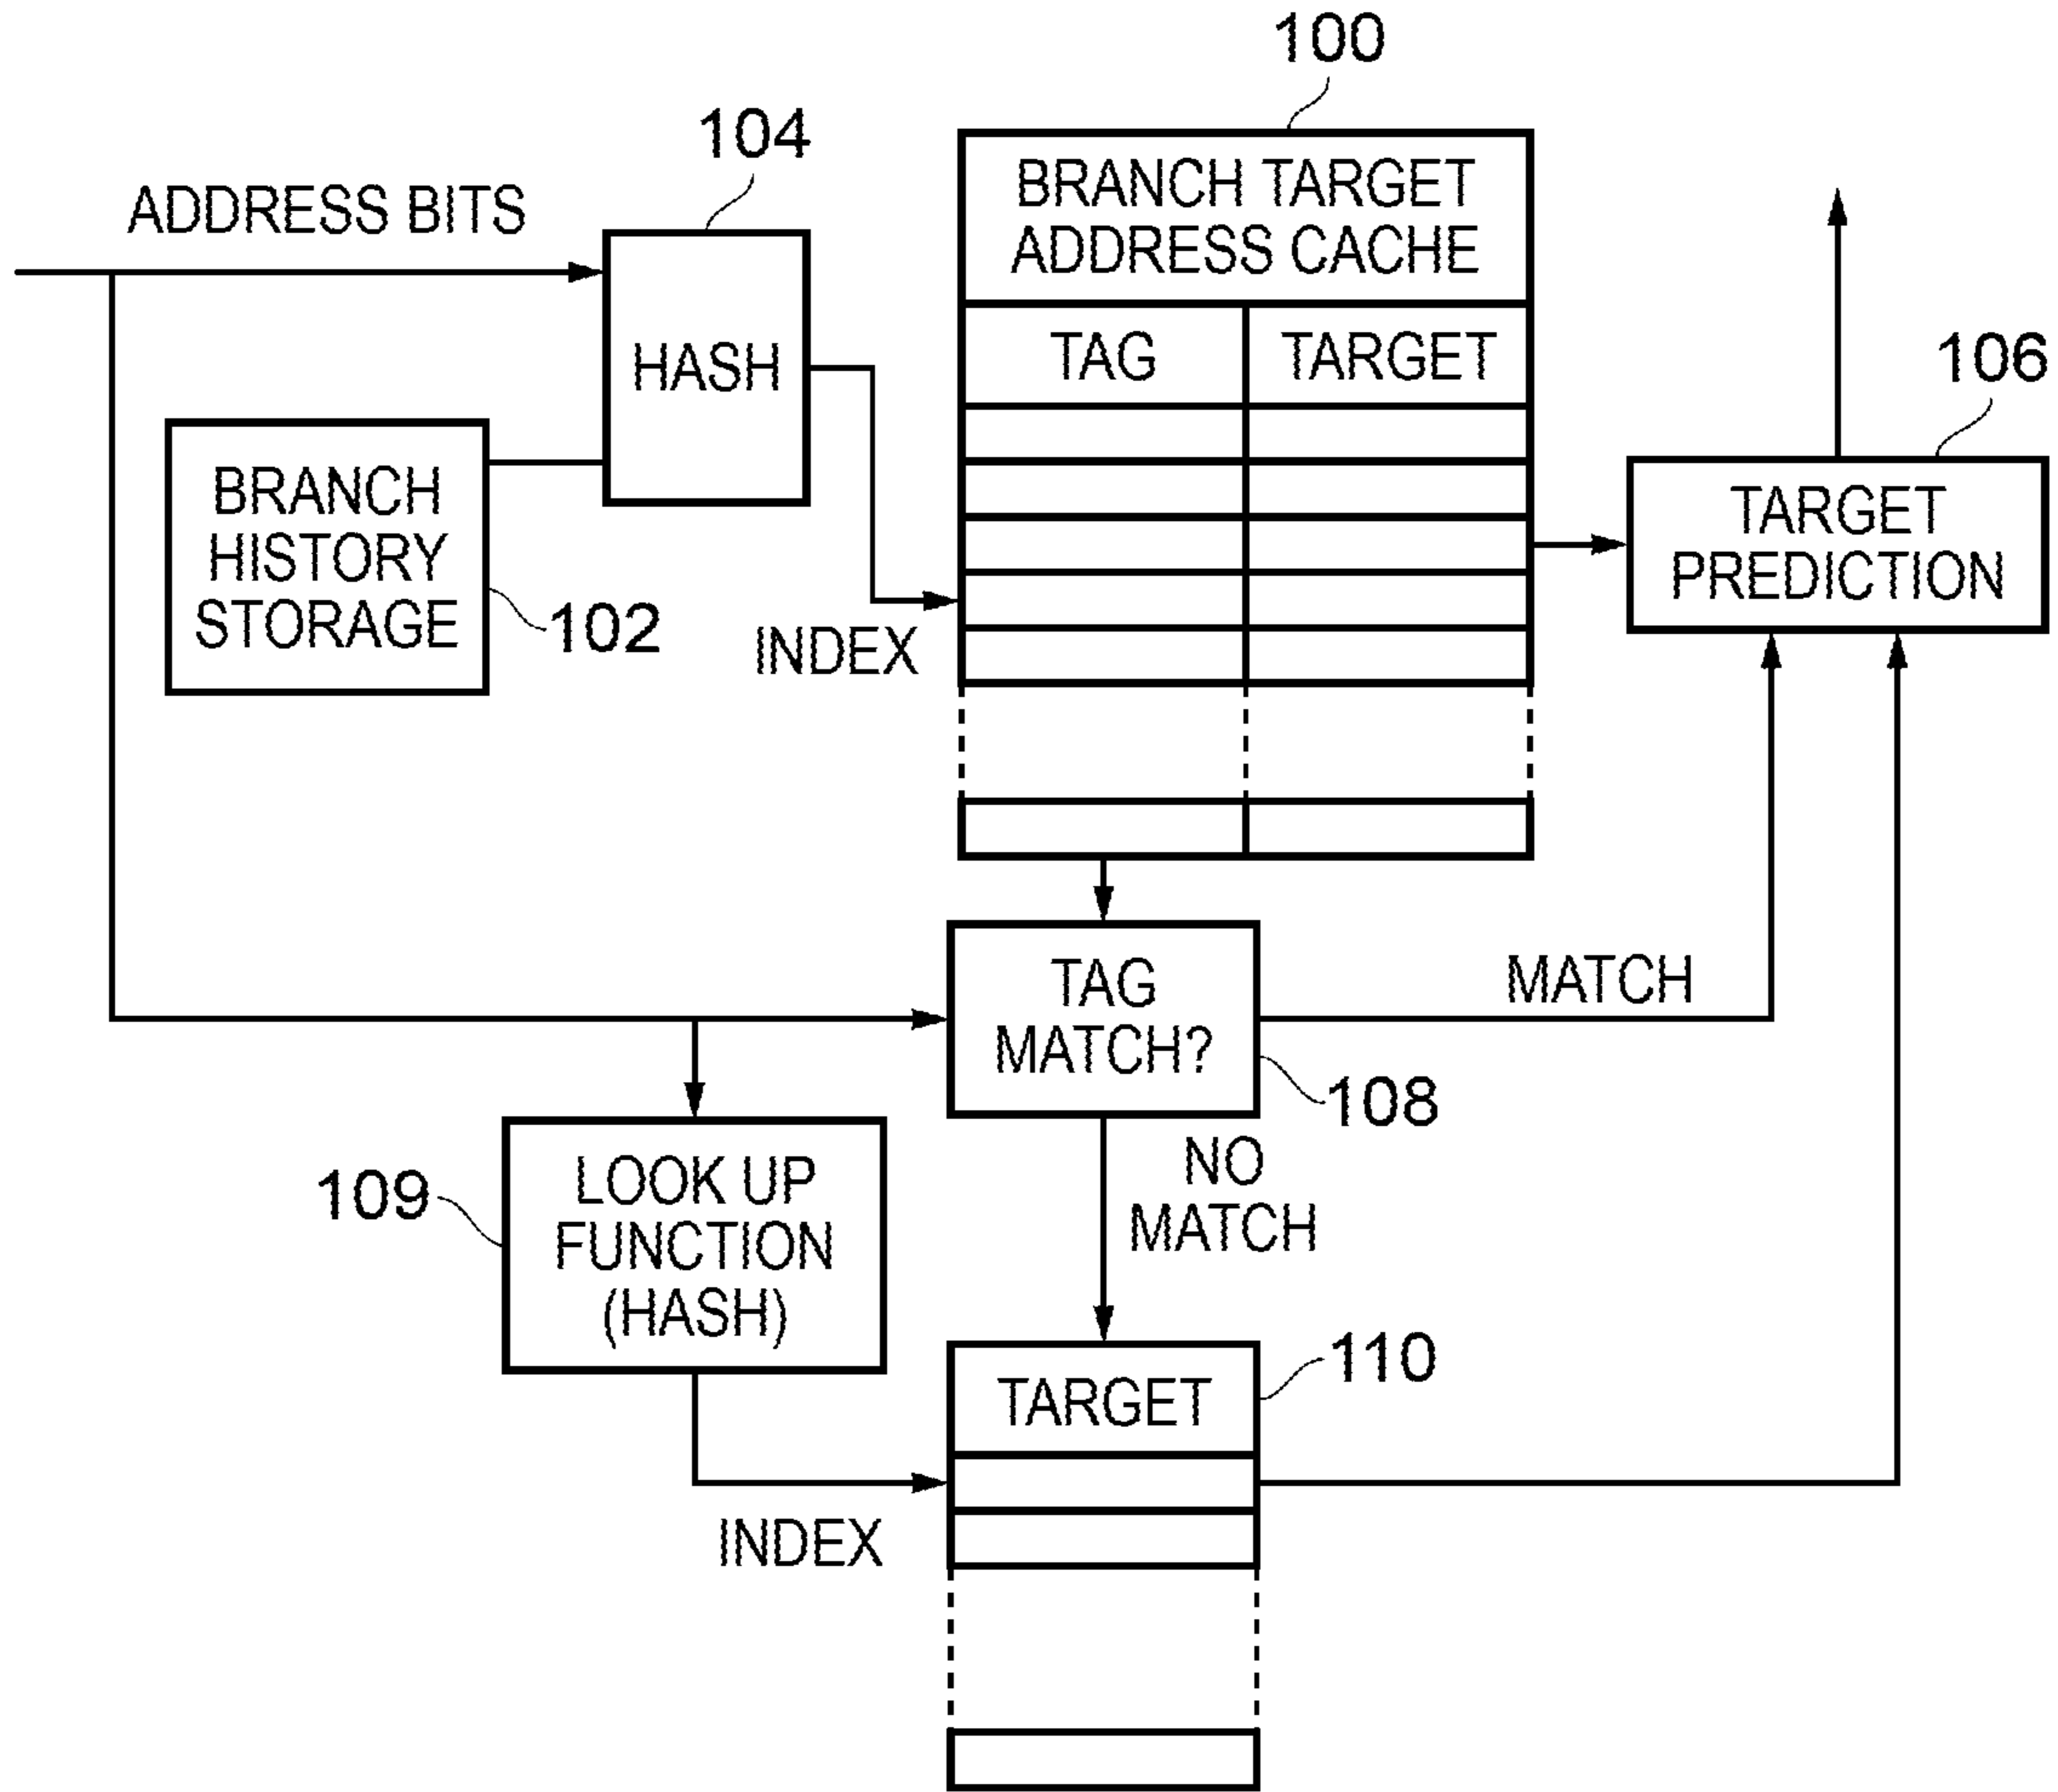 100
104
ADDRESS BITS
BRANCH TARGET
ADDRESS CACHE
HASH
TAG
TARGET
106
BRANCH
HISTORY
STORAGE
102
INDEX
TARGET
PREDICTION
TAG
MATCH?
MATCH
108
NO
MATCH
109
LOOK UP
FUNCTION
(HASH)
110
TARGET
INDEX